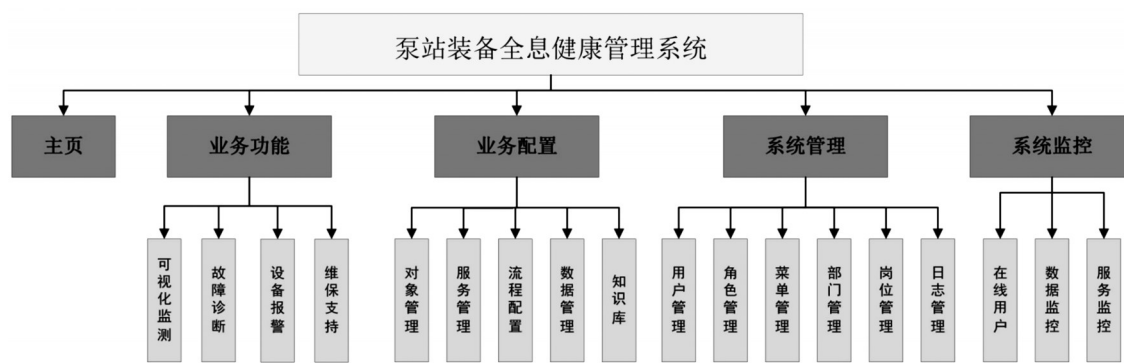 泵站装备全息健康管理系统
主页
业务功能
业务配置
系统管理
系统监控
可视化监测
故障诊断
设备报警
维保支持
对象管理
服务管理
流程配置
数据管理
知识库
用户管理
角色管理
菜单管理
部门管理
岗位管理
日志管理
在线用户
数据监控
服务监控